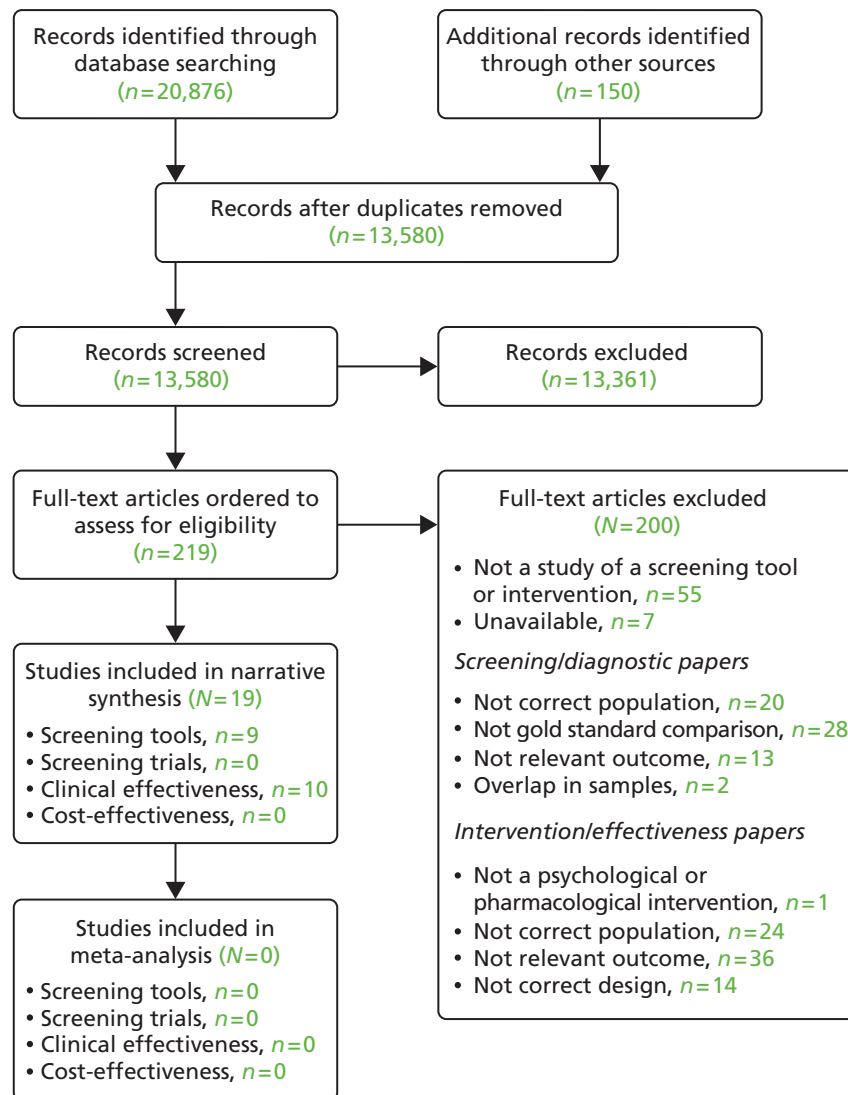 Records identified through
database searching
(n=20,876)
Additional records identified
through other sources
(n=150)
Records after duplicates removed
(n=13,580)
Records screened
(n=13,580)
Records excluded
(n=13,361)
Full-text articles ordered to
assess for eligibility
(n=219)
Full-text articles excluded
(N=200)
• Not a study of a screening tool
or intervention, n=55
• Unavailable, n=7
Screening/diagnostic papers
• Not correct population, n=20
• Not gold standard comparison, n=28
• Not relevant outcome, n=13
• Overlap in samples, n=2
Intervention/effectiveness papers
• Not a psychological or
pharmacological intervention, n=1
• Not correct population, n=24
• Not relevant outcome, n=36
• Not correct design, n=14
Studies included in narrative
synthesis (N=19)
• Screening tools, n=9
• Screening trials, n=0
• Clinical effectiveness, n=10
• Cost-effectiveness, n=0
Studies included in
meta-analysis (N=0)
• Screening tools, n=0
• Screening trials, n=0
• Clinical effectiveness, n=0
• Cost-effectiveness, n=0